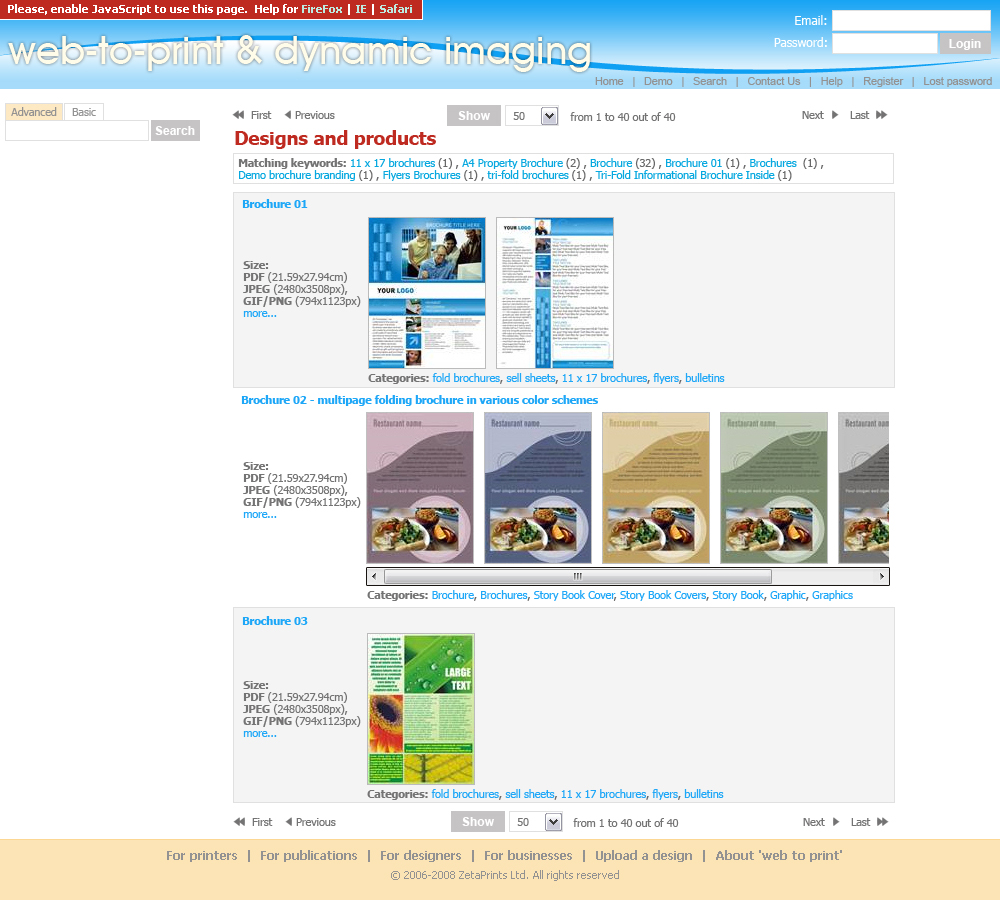 Please, enable JavaScript to use this page. Help for FireFox | IE | Safari
web-to-print & dynamic imaging
Email:
Password: Login
Home | Demo | Search | Contact Us | Help | Register | Lost password
Advanced Basic
Search
First Previous Show 50 from 1 to 40 out of 40 Next Last
Designs and products
Matching keywords: 11 x 17 brochures (1) , A4 Property Brochure (2) , Brochure (32) , Brochure 01 (1) , Brochures (1) ,
Demo brochure branding (1) , Flyers Brochures (1) , tri-fold brochures (1) , Tri-Fold Informational Brochure Inside (1)
Brochure 01
BROCHURE TITLE HERE
YOUR LOGO
YOUR LOGO
Size:
PDF (21.59x27.94cm)
JPEG (2480x3508px),
GIF/PNG (794x1123px)
more...
Categories: fold brochures, sell sheets, 11 x 17 brochures, flyers, bulletins
Brochure 02 - multipage folding brochure in various color schemes
Restaurant name
Restaurant name
Restaurant name
Restaurant name
Restaurant nam
Size:
PDF (21.59x27.94cm)
JPEG (2480x3508px),
GIF/PNG (794x1123px)
more...
Categories: Brochure, Brochures, Story Book Cover, Story Book Covers, Story Book, Graphic, Graphics
Brochure 03
LARGE
TEXT
Size:
PDF (21.59x27.94cm)
JPEG (2480x3508px),
GIF/PNG (794x1123px)
more...
Categories: fold brochures, sell sheets, 11 x 17 brochures, flyers, bulletins
First Previous Show 50 from 1 to 40 out of 40 Next Last
For printers | For publications | For designers | For businesses | Upload a design | About 'web to print'
© 2006-2008 ZetaPrints Ltd. All rights reserved